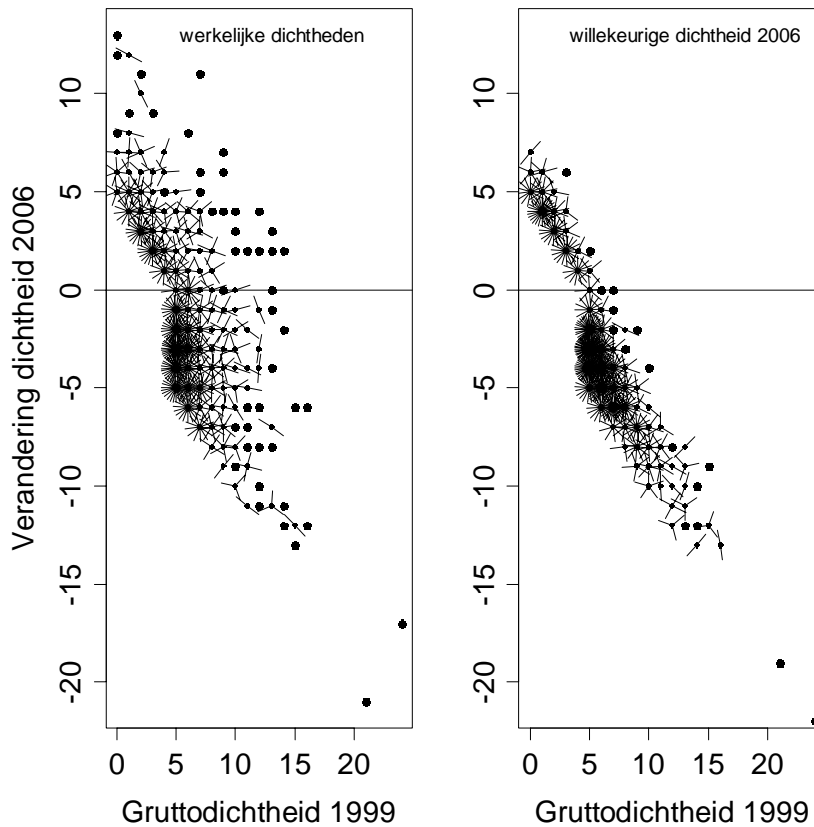 werkelijke dichtheden
willekeurige dichtheid 2006
Verandering dichtheid 2006
10
5
0
-5
-10
-15
-20
10
5
0
-5
-10
-15
-20
0 5 10 15 20
0 5 10 15 20
Gruttodichtheid 1999
Gruttodichtheid 1999